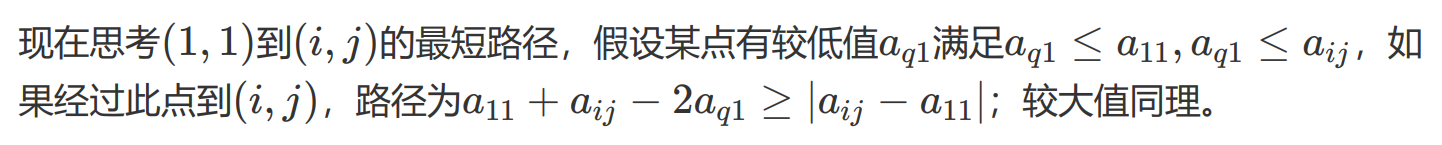 现在思考(1, 1)到(i, j)的最短路径，假设某点有较低值a_{q1}满足a_{q1} ≤ a_{11}, a_{q1} ≤ a_{ij}，如
果经过此点到(i, j)，路径为a_{11} + a_{ij} − 2a_{q1} ≥ |a_{ij} − a_{11}|；较大值同理。